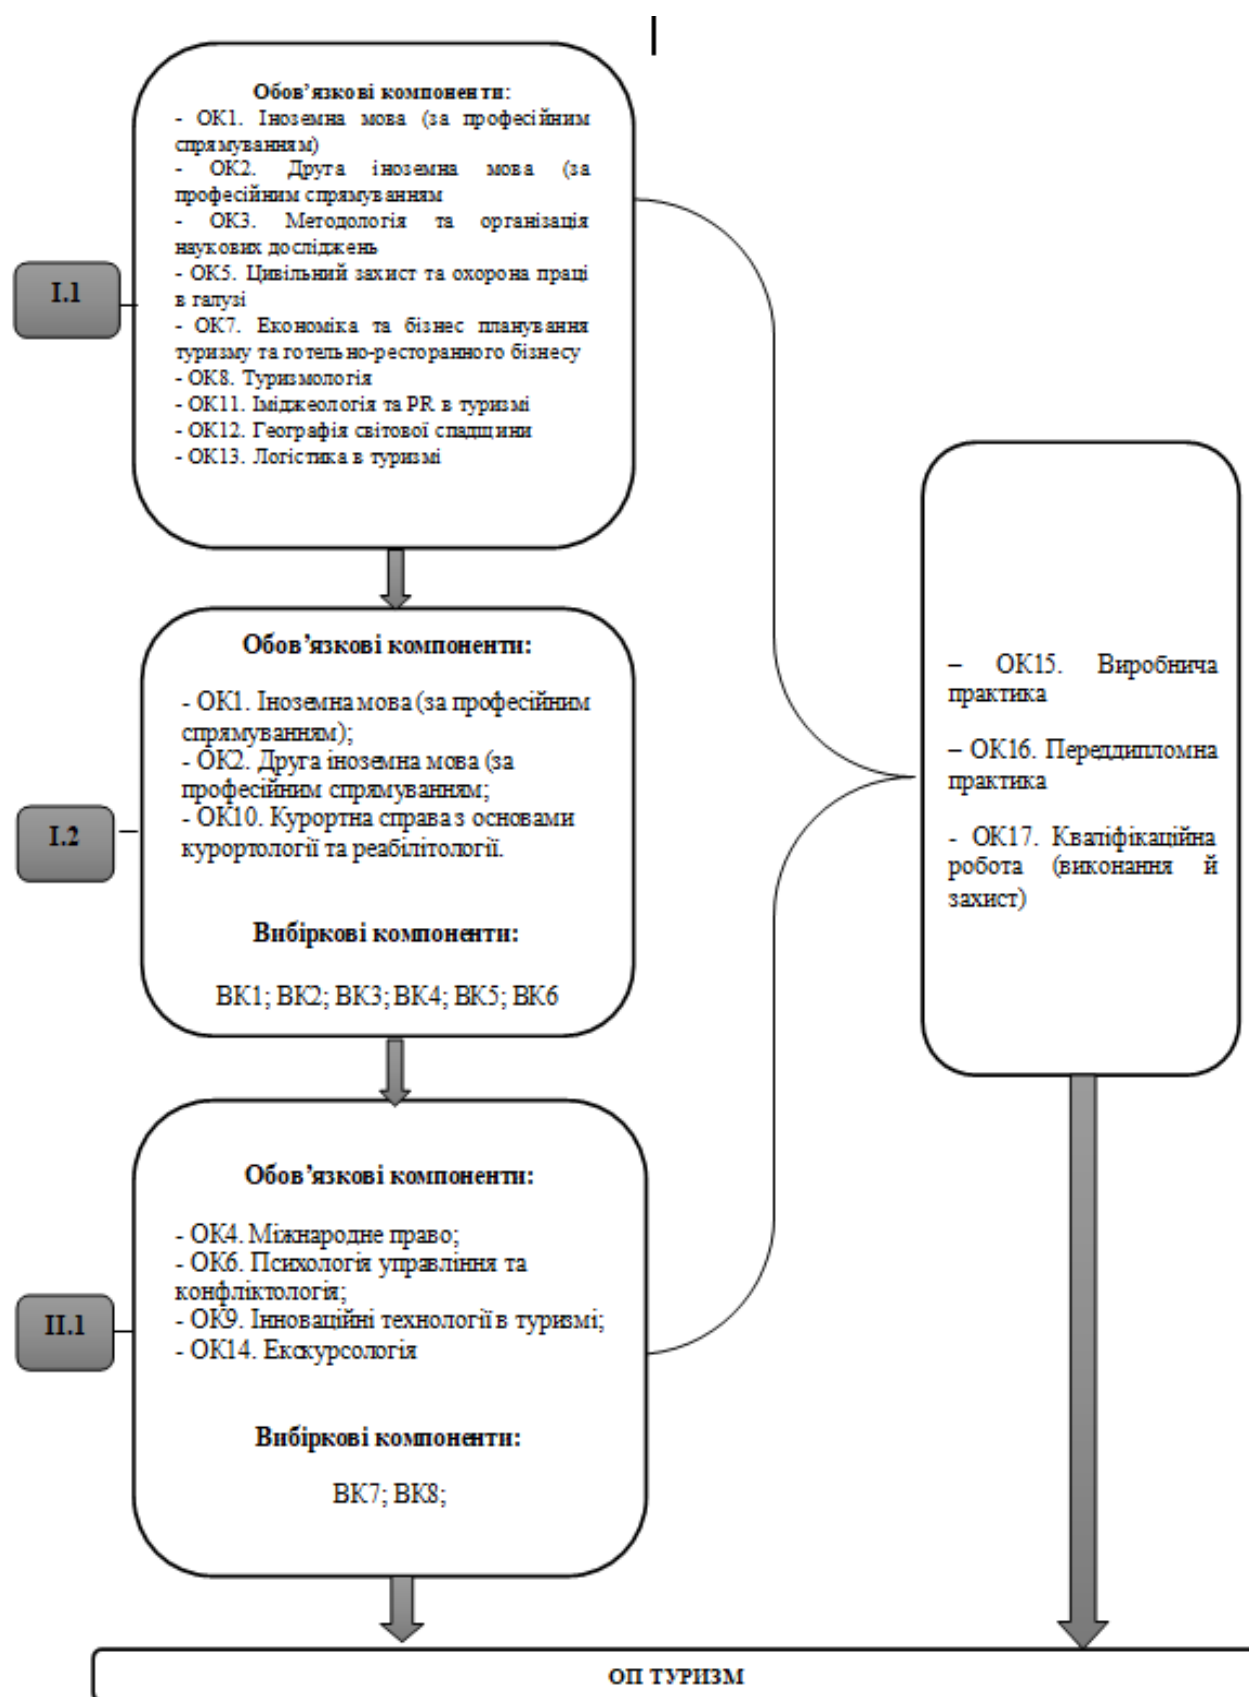 Обов’язкові компоненти:
- ОК1. Іноземна мова (за професійним
спрямуванням)
- ОК2. Друга іноземна мова (за
професійним спрямуванням
- ОК3. Методологія та організація
наукових досліджень
- ОК5. Цивільний захист та охорона праці
в галузі
- ОК7. Економіка та бізнес планування
туризму та готельно-ресторанного бізнесу
- ОК8. Туризмологія
- ОК11. Іміджеологія та PR в туризмі
- ОК12. Географія світової спадщини
- ОК13. Логістика в туризмі
І.1
Обов’язкові компоненти:
- ОК1. Іноземна мова (за професійним
спрямуванням);
- ОК2. Друга іноземна мова (за
професійним спрямуванням;
- ОК10. Курортна справа з основами
курортології та реабілітології.
Вибіркові компоненти:
ВК1; ВК2; ВК3; ВК4; ВК5; ВК6
І.2
Обов’язкові компоненти:
- ОК4. Міжнародне право;
- ОК6. Психологія управління та
конфліктологія;
- ОК9. Інноваційні технології в туризмі;
- ОК14. Екскурсологія
Вибіркові компоненти:
ВК7; ВК8;
ІІ.1
– ОК15. Виробнича
практика
– ОК16. Переддипломна
практика
- ОК17. Кваліфікаційна
робота (виконання й
захист)
ОП ТУРИЗМ